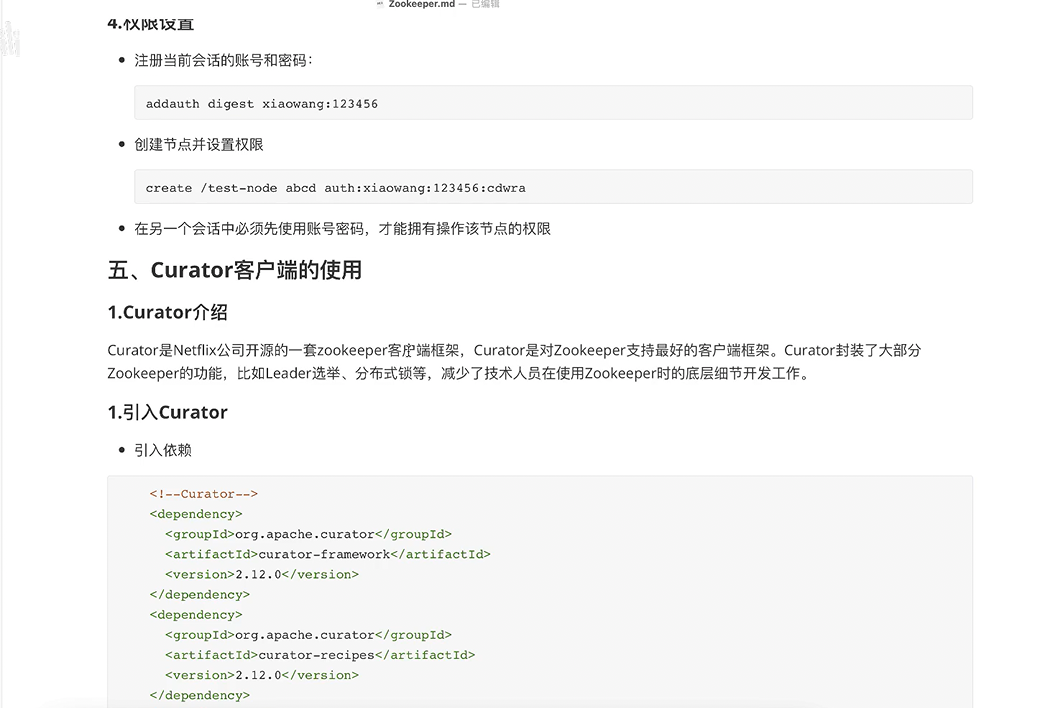 Zookeeper.md — 已编辑
4.权限设置
注册当前会话的账号和密码：
addauth digest xiaowang:123456
创建节点并设置权限
create /test-node abcd auth:xiaowang:123456:cdwra
在另一个会话中必须先使用账号密码，才能拥有操作该节点的权限
五、Curator客户端的使用
1.Curator介绍
Curator是Netflix公司开源的一套zookeeper客户端框架，Curator是对Zookeeper支持最好的客户端框架。Curator封装了大部分
Zookeeper的功能，比如Leader选举、分布式锁等，减少了技术人员在使用Zookeeper时的底层细节开发工作。
1.引入Curator
引入依赖
<!--Curator-->
<dependency>
<groupId>org.apache.curator</groupId>
<artifactId>curator-framework</artifactId>
<version>2.12.0</version>
</dependency>
<dependency>
<groupId>org.apache.curator</groupId>
<artifactId>curator-recipes</artifactId>
<version>2.12.0</version>
</dependency>